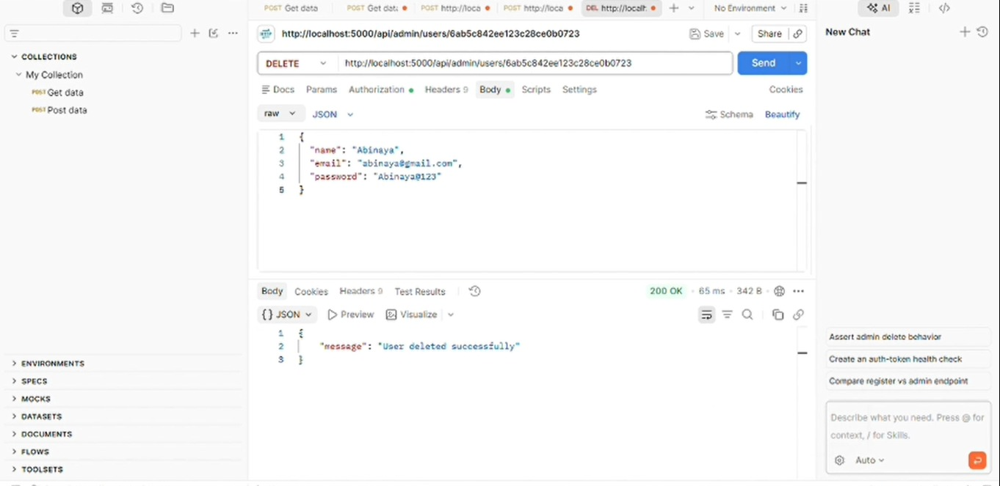 POST Get data POST Get dat POST http://loca POST http://loca DEL http://localh No Environment AI
http://localhost:5000/api/admin/users/6ab5c842ee123c28ce0b0723 Save Share New Chat
COLLECTIONS
DELETE http://localhost:5000/api/admin/users/6ab5c842ee123c28ce0b0723 Send
My Collection
POST Get data
Docs Params Authorization Headers 9 Body Scripts Settings Cookies
POST Post data
raw JSON Schema Beautify
1 {
2 "name": "Abinaya",
3 "email": "abinaya@gmail.com",
4 "password": "Abinaya@123"
5 }
Body Cookies Headers 9 Test Results 200 OK 65 ms 342 B
{} JSON Preview Visualize
1 {
2 "message": "User deleted successfully"
3 }
ENVIRONMENTS
SPECS
MOCKS
DATASETS
DOCUMENTS
FLOWS
TOOLSETS
Assert admin delete behavior
Create an auth-token health check
Compare register vs admin endpoint
Describe what you need. Press @ for
context, / for Skills.
Auto